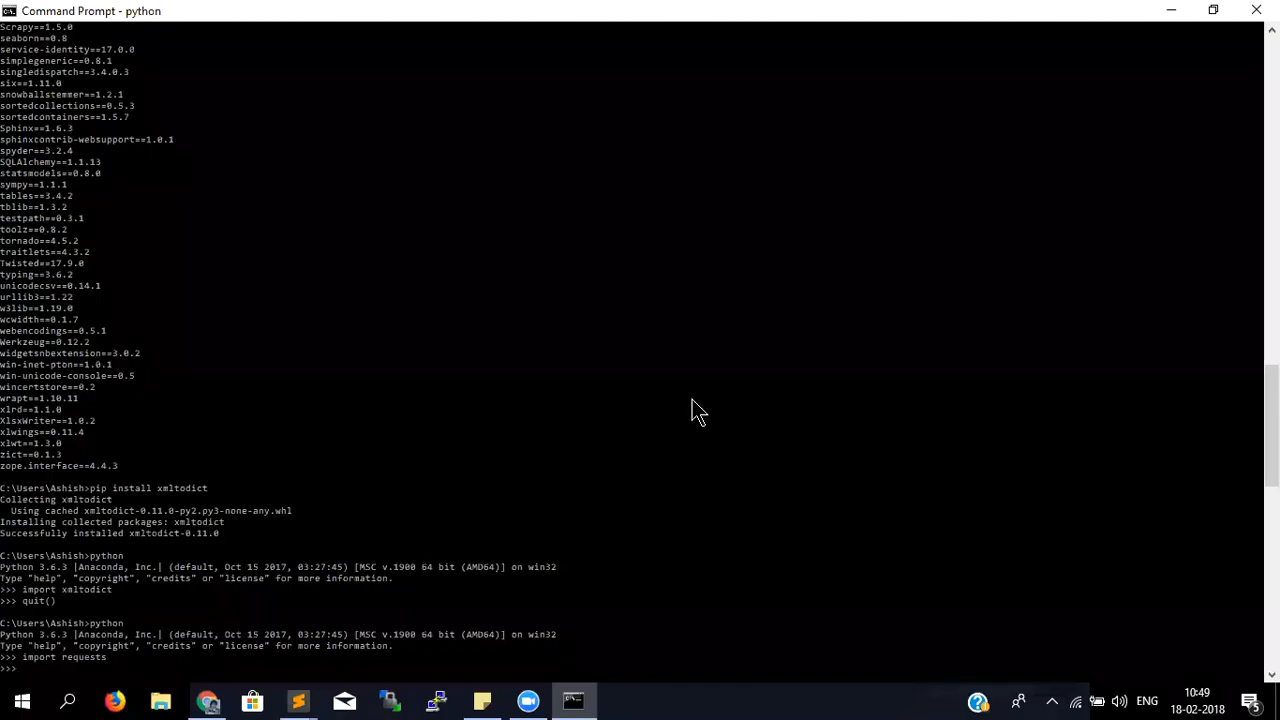 Command Prompt - python
Scrapy==1.5.0
seaborn==0.8
service-identity==17.0.0
simplegeneric==0.8.1
singledispatch==3.4.0.3
six==1.11.0
snowballstemmer==1.2.1
sortedcollections==0.5.3
sortedcontainers==1.5.7
Sphinx==1.6.3
sphinxcontrib-websupport==1.0.1
spyder==3.2.4
SQLAlchemy==1.1.13
statsmodels==0.8.0
sympy==1.1.1
tables==3.4.2
tblib==1.3.2
testpath==0.3.1
toolz==0.8.2
tornado==4.5.2
traitlets==4.3.2
Twisted==17.9.0
typing==3.6.2
unicodecsv==0.14.1
urllib3==1.22
w3lib==1.19.0
wcwidth==0.1.7
webencodings==0.5.1
Werkzeug==0.12.2
widgetsnbextension==3.0.2
win-inet-pton==1.0.1
win-unicode-console==0.5
wincertstore==0.2
wrapt==1.10.11
xlrd==1.1.0
XlsxWriter==1.0.2
xlwings==0.11.4
xlwt==1.3.0
zict==0.1.3
zope.interface==4.4.3
C:\Users\Ashish>pip install xmltodict
Collecting xmltodict
Using cached xmltodict-0.11.0-py2.py3-none-any.whl
Installing collected packages: xmltodict
Successfully installed xmltodict-0.11.0
C:\Users\Ashish>python
Python 3.6.3 |Anaconda, Inc.| (default, Oct 15 2017, 03:27:45) [MSC v.1900 64 bit (AMD64)] on win32
Type "help", "copyright", "credits" or "license" for more information.
>>> import xmltodict
>>> quit()
C:\Users\Ashish>python
Python 3.6.3 |Anaconda, Inc.| (default, Oct 15 2017, 03:27:45) [MSC v.1900 64 bit (AMD64)] on win32
Type "help", "copyright", "credits" or "license" for more information.
>>> import requests
>>>
ENG
10:49
18-02-2018
5